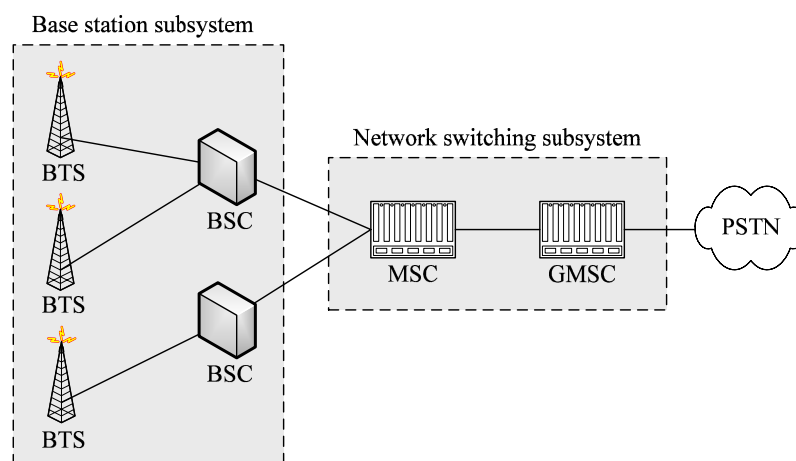 Base station subsystem
BTS
BSC
BTS
BSC
BTS
Network switching subsystem
MSC
GMSC
PSTN